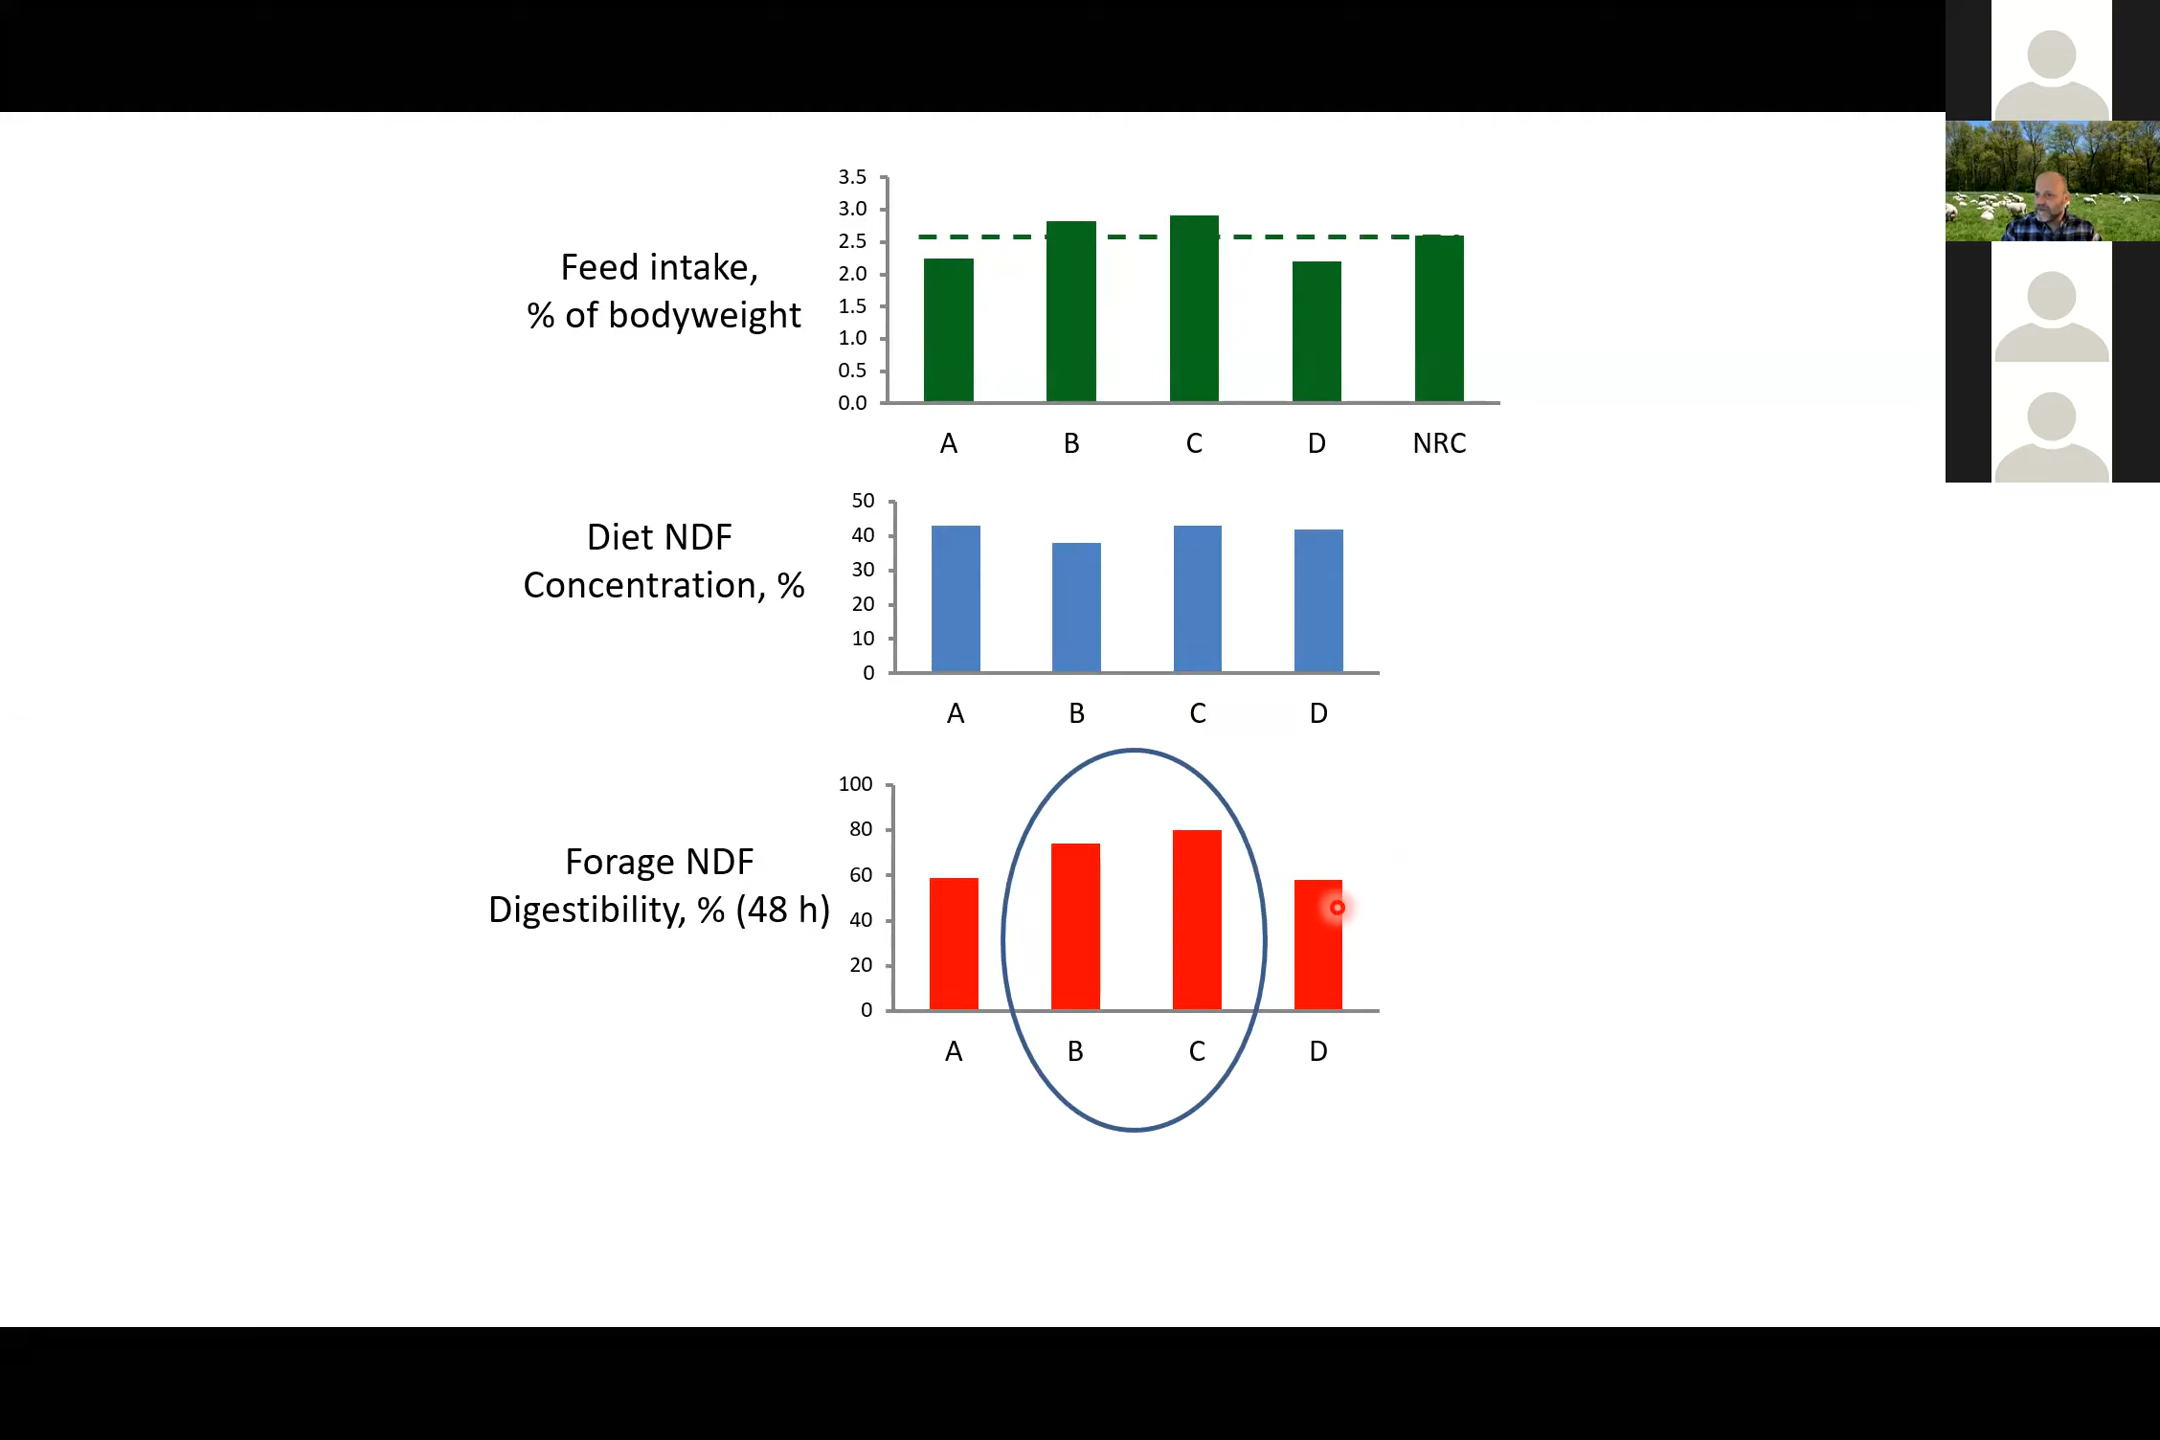 Feed intake,
% of bodyweight
3.5
3.0
2.5
2.0
1.5
1.0
0.5
0.0
A B C D NRC
Diet NDF
Concentration, %
50
40
30
20
10
0
A B C D
Forage NDF
Digestibility, % (48 h)
100
80
60
40
20
0
A B C D